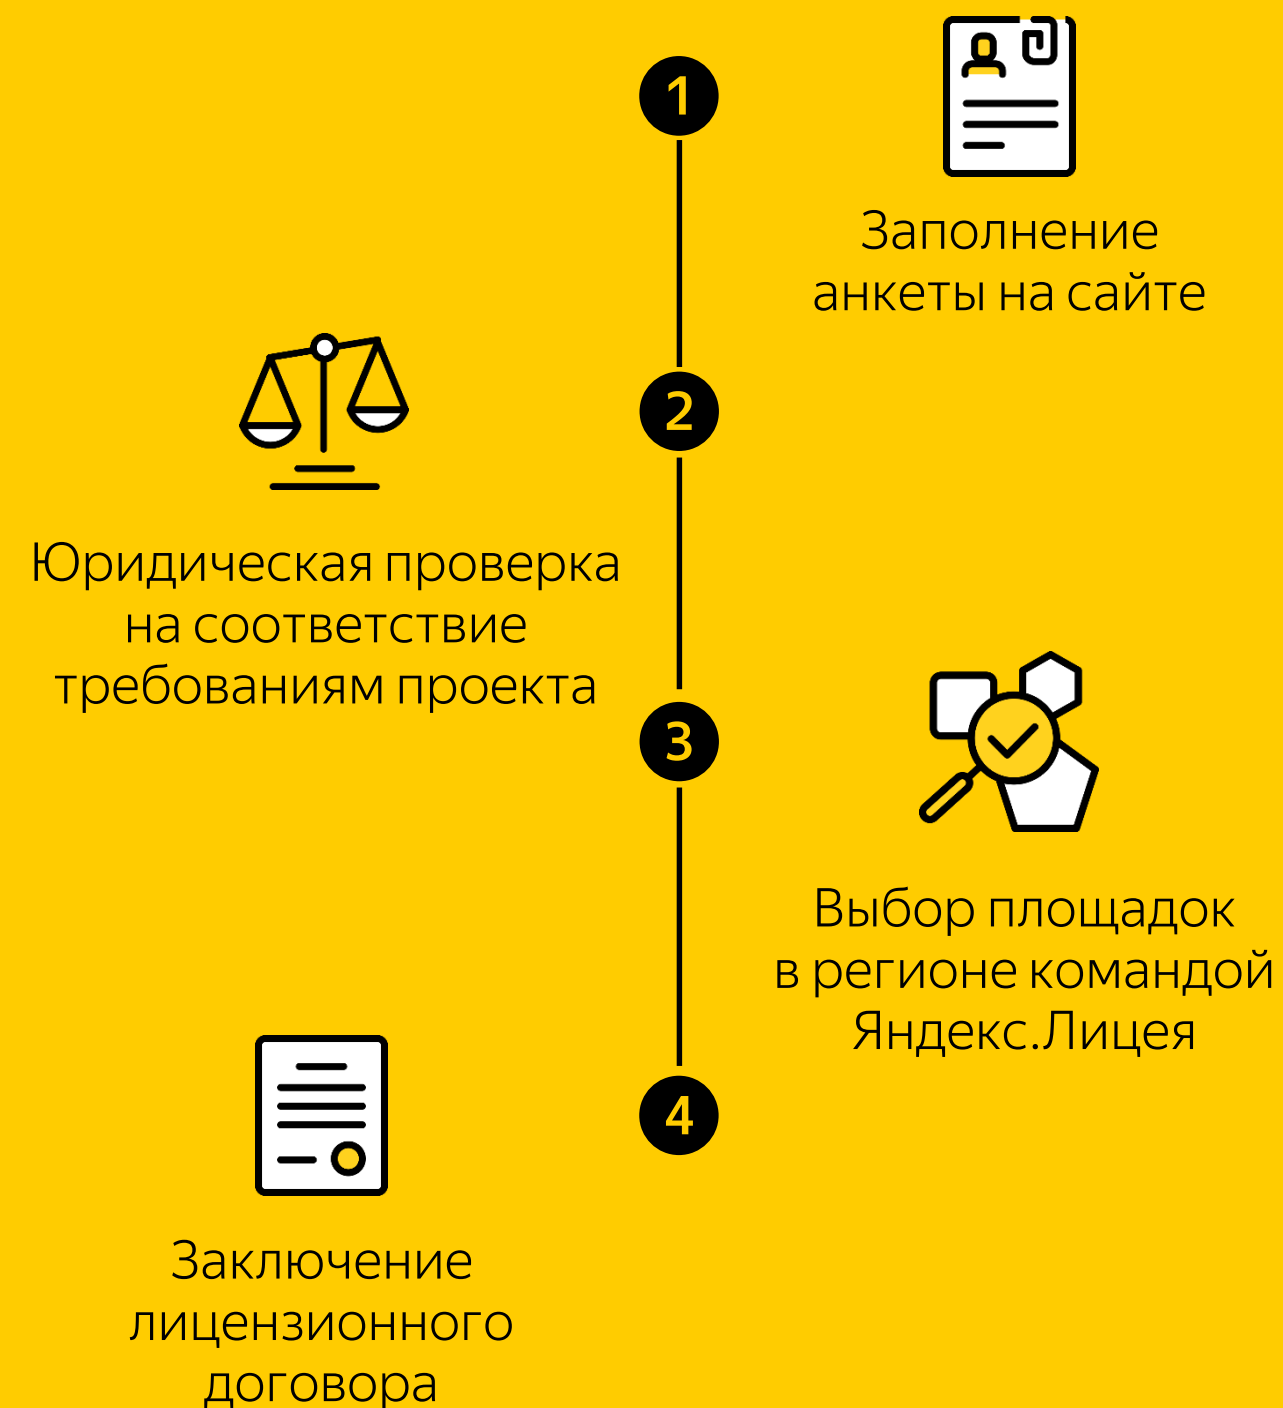 1
Заполнение
анкеты на сайте
2
Юридическая проверка
на соответствие
требованиям проекта
3
Выбор площадок
в регионе командой
Яндекс.Лицея
4
Заключение
лицензионного
договора